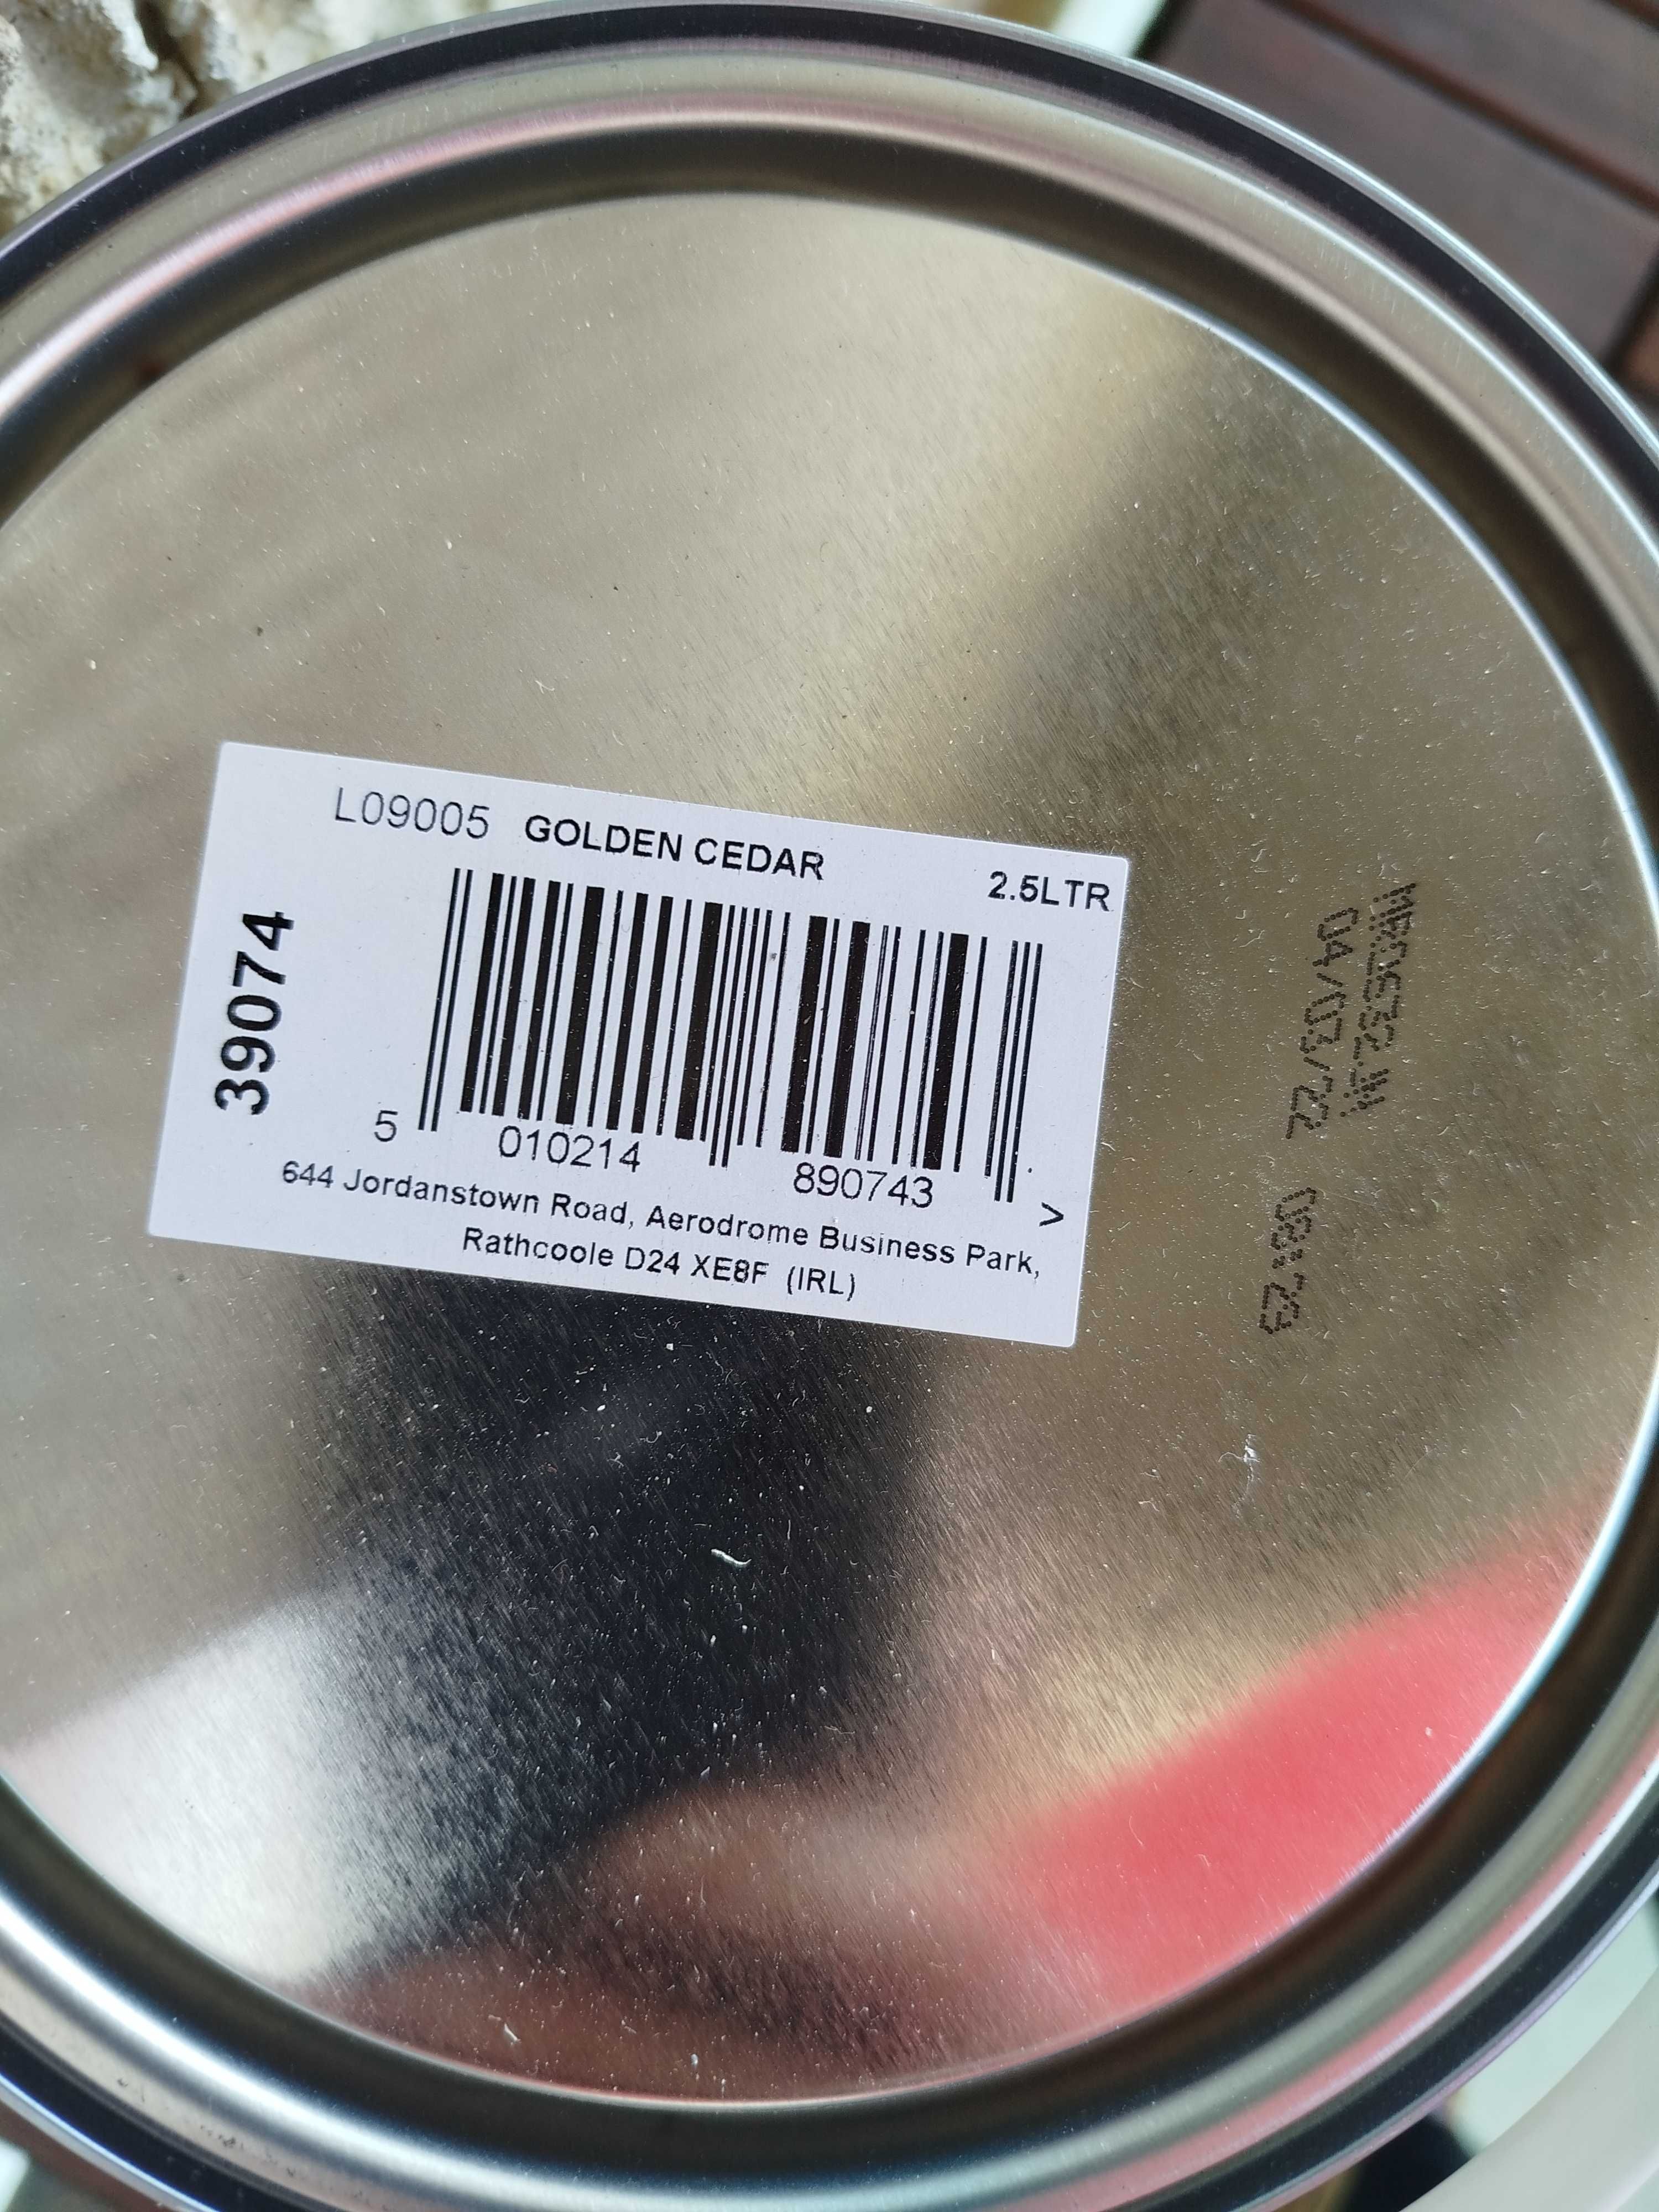 L09005 GOLDEN CEDAR
2.5LTR
39074
5 010214 890743 >
644 Jordanstown Road, Aerodrome Business Park,
Rathcoole D24 XE8F (IRL)
04/03/22